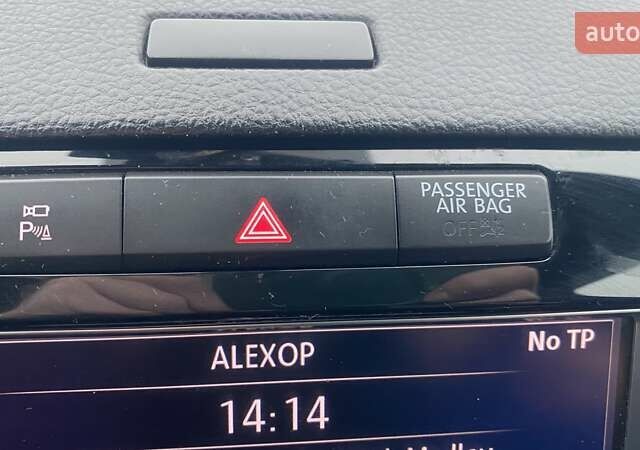 auto
P
PASSENGER
AIR BAG
OFF
ALEXOP
No TP
14:14